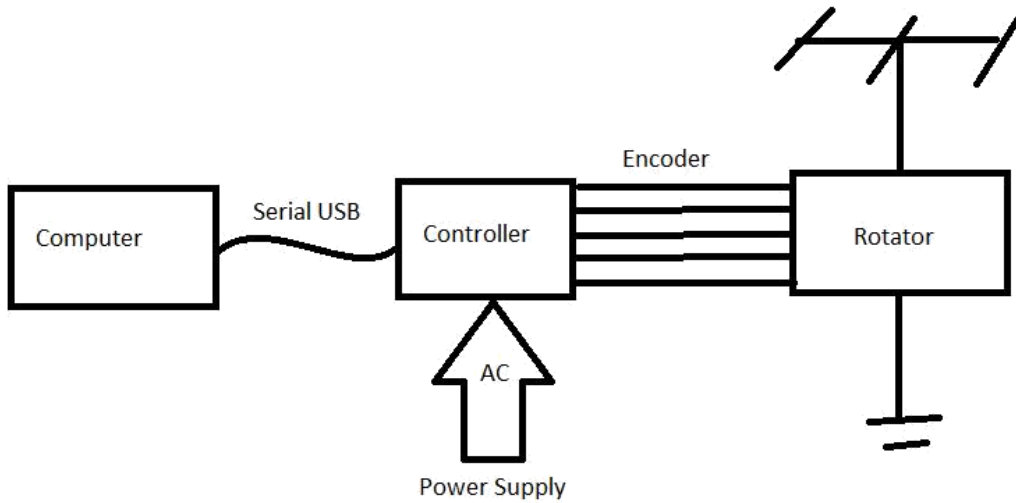 Encoder
Serial USB
Computer
Controller
Rotator
AC
Power Supply